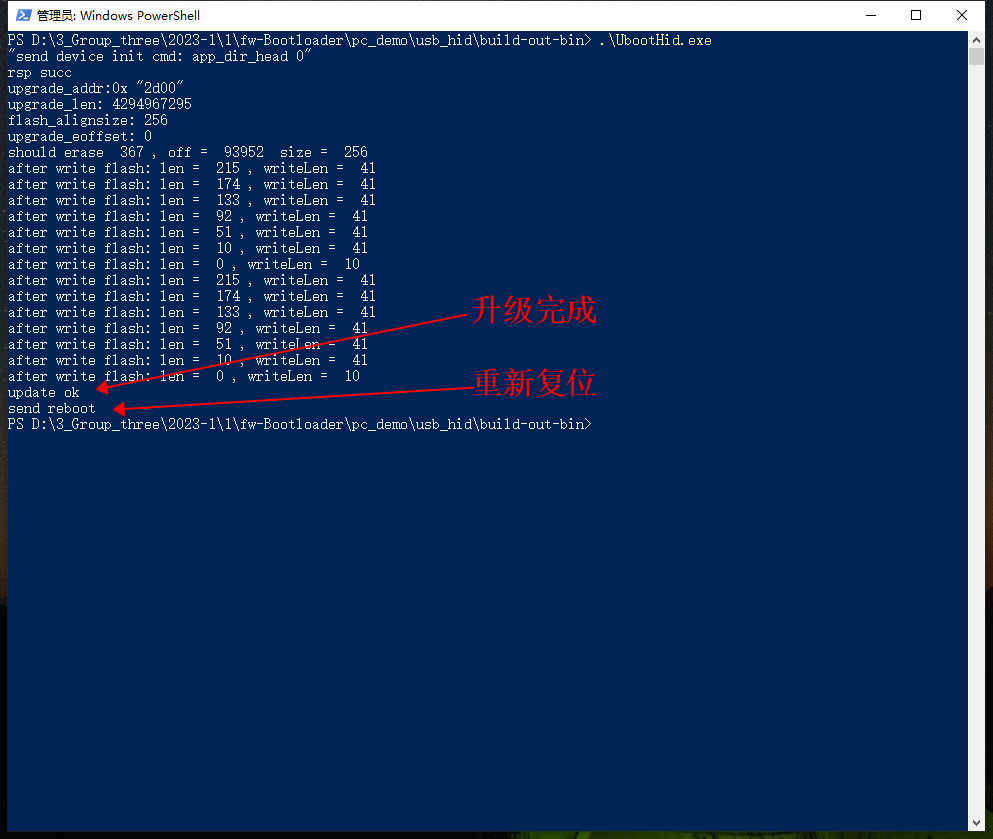 管理员: Windows PowerShell
PS D:\3_Group_three\2023-1\1\fw-Bootloader\pc_demo\usb_hid\build-out-bin> .\UbootHid.exe
"send device init cmd: app_dir_head 0"
rsp succ
upgrade_addr:0x "2d00"
upgrade_len: 4294967295
flash_alignsize: 256
upgrade_eoffset: 0
should erase  367 , off =  93952  size =  256
after write flash: len =  215 , writeLen =  41
after write flash: len =  174 , writeLen =  41
after write flash: len =  133 , writeLen =  41
after write flash: len =  92 , writeLen =  41
after write flash: len =  51 , writeLen =  41
after write flash: len =  10 , writeLen =  41
after write flash: len =  0 , writeLen =  10
after write flash: len =  215 , writeLen =  41
after write flash: len =  174 , writeLen =  41
after write flash: len =  133 , writeLen =  41
升级完成
after write flash: len =  92 , writeLen =  41
after write flash: len =  51 , writeLen =  41
after write flash: len =  10 , writeLen =  41
after write flash: len =  0 , writeLen =  10
重新复位
update ok
send reboot
PS D:\3_Group_three\2023-1\1\fw-Bootloader\pc_demo\usb_hid\build-out-bin>